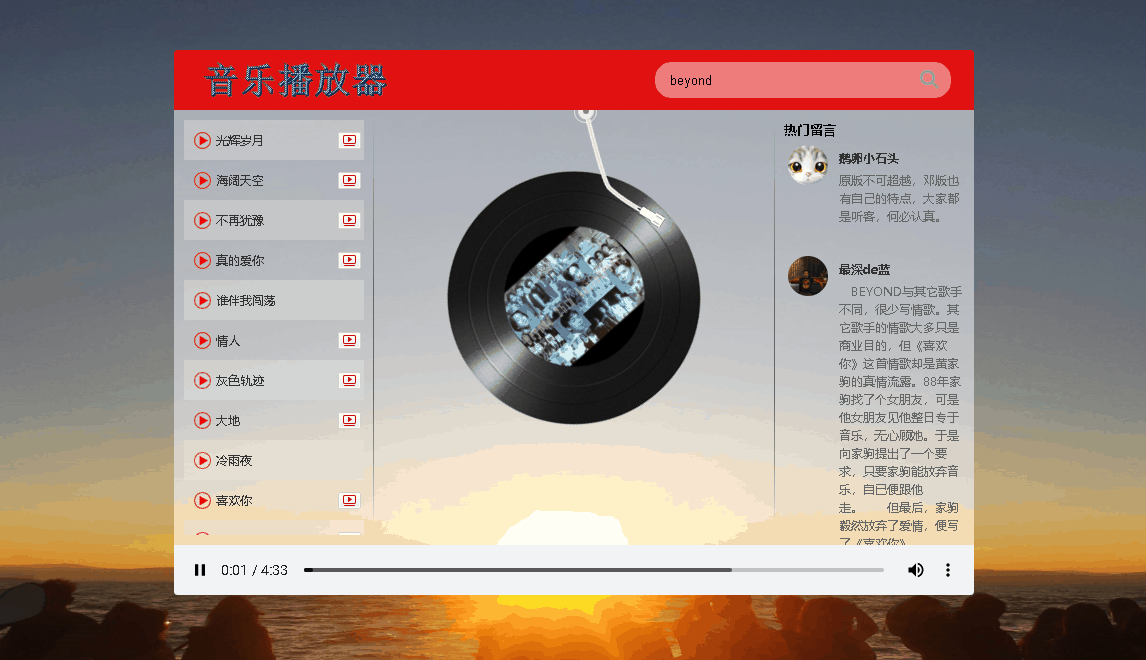 音乐播放器
beyond
光辉岁月
海阔天空
不再犹豫
真的爱你
谁伴我闯荡
情人
灰色轨迹
大地
冷雨夜
喜欢你
热门留言
鹅卵小石头
原版不可超越，邓版也
有自己的特点，大家都
是听客，何必认真。
最深de蓝
BEYOND与其它歌手
不同，很少写情歌。其
它歌手的情歌大多只是
商业目的，但《喜欢
你》这首情歌却是黄家
驹的真情流露。88年家
驹找了个女朋友，可是
他女朋友见他整日专于
音乐，无心顾她。于是
向家驹提出了一个要
求，只要家驹能放弃音
乐，自已便跟他
走。 但最后，家驹
毅然放弃了爱情，便写
了《喜欢你》
0:01 / 4:33